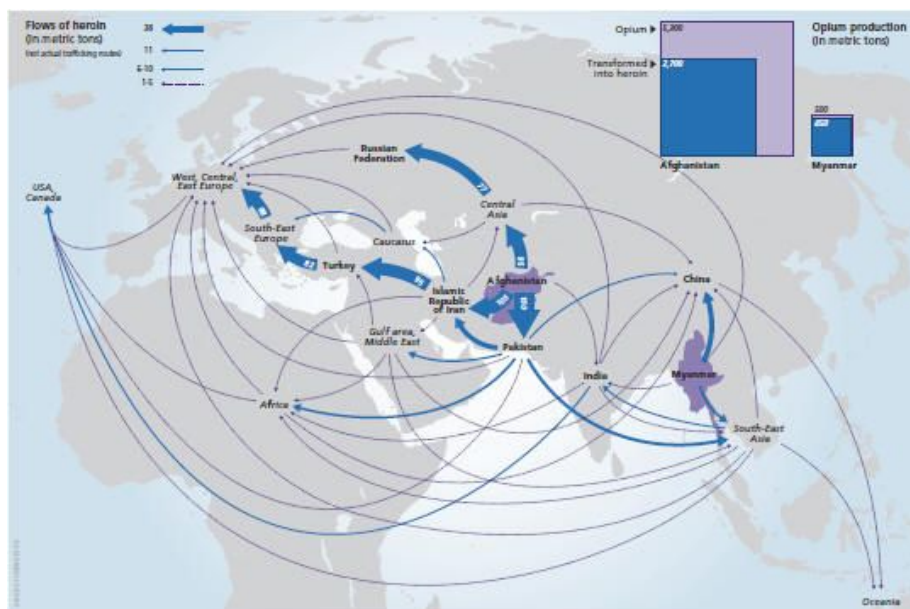 Flows of heroin
(in metric tons)
(not actual trafficking routes)
11
6-10
1-5
Opium
Transformed
into heroin
2,700
Afghanistan
Opium production
(in metric tons)
Myanmar
USA,
Canada
West, Central,
East Europe
Russian
Federation
Central
Asia
South-East
Europe
Caucasus
Turkey
Afghanistan
Islamic
Republic
of Iran
China
Gulf area,
Middle East
Pakistan
India
Myanmar
Africa
South-East
Asia
Oceania